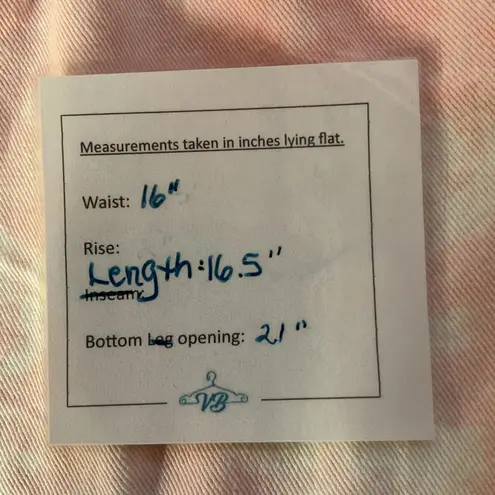 Measurements taken in inches lying flat.
Waist: 16"
Rise:
Length: 16.5"
Inseam:
Bottom Leg opening: 21"
VB